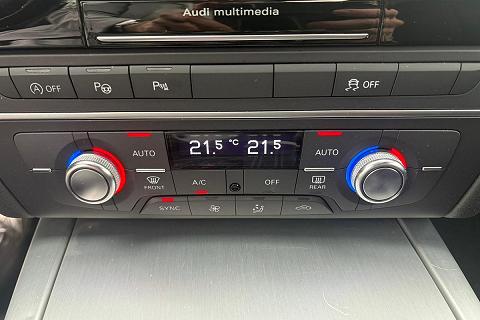 Audi multimedia
OFF P P OFF
AUTO 21.5 °C 21.5 AUTO
FRONT A/C OFF REAR
SYNC